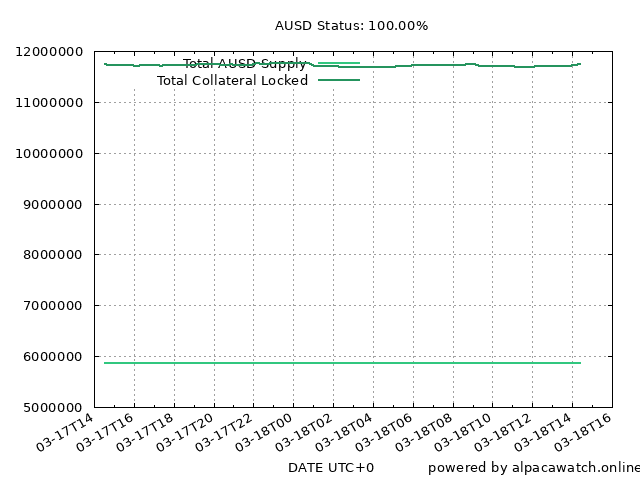 AUSD Status: 100.00%
12000000
11000000
10000000
9000000
8000000
7000000
6000000
5000000
Total AUSD Supply
Total Collateral Locked
03-17T14
03-17T16
03-17T18
03-17T20
03-17T22
03-18T00
03-18T02
03-18T04
03-18T06
03-18T08
03-18T10
03-18T12
03-18T14
03-18T16
DATE UTC+0
powered by alpacawatch.online